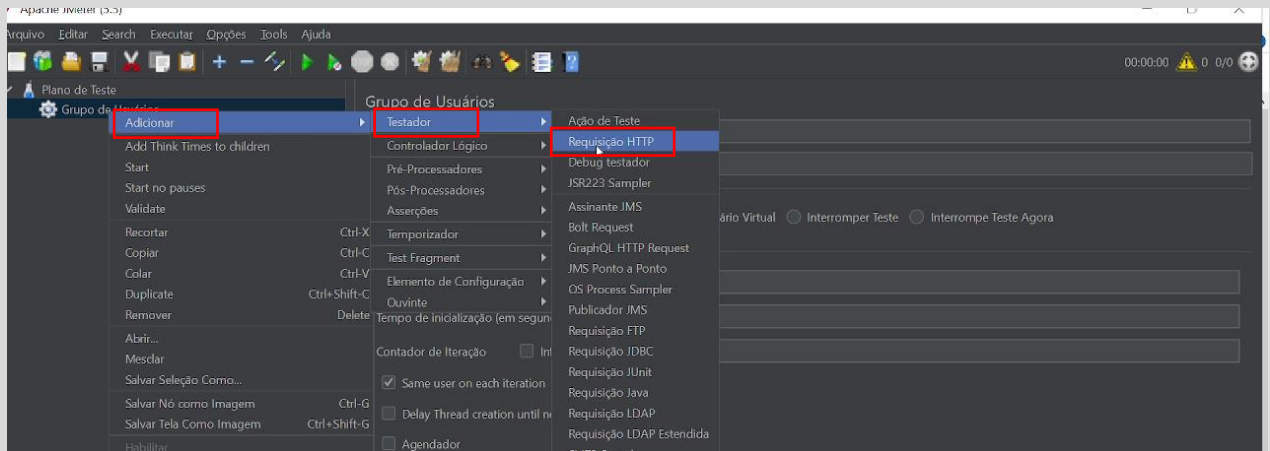 Apache JMeter (5.5)
Arquivo Editar Search Executar Opções Tools Ajuda
00:00:00 0 0/0
Plano de Teste
Grupo de Usuários
Grupo de Usuários
Adicionar
Add Think Times to children
Start
Start no pauses
Validate
Recortar Ctrl-X
Copiar Ctrl-C
Colar Ctrl-V
Duplicate Ctrl+Shift-C
Remover Delete
Abrir...
Mesclar
Salvar Seleção Como...
Salvar Nó como Imagem Ctrl-G
Salvar Tela Como Imagem Ctrl+Shift-G
Habilitar
Testador
Controlador Lógico
Pré-Processadores
Pós-Processadores
Asserções
Temporizador
Test Fragment
Elemento de Configuração
Ouvinte
Ação de Teste
Requisição HTTP
Debug testador
JSR223 Sampler
Assinante JMS
Bolt Request
GraphQL HTTP Request
JMS Ponto a Ponto
OS Process Sampler
Publicador JMS
Requisição FTP
Requisição JDBC
Requisição JUnit
Requisição Java
Requisição LDAP
Requisição LDAP Estendida
ário Virtual Interromper Teste Interrompe Teste Agora
Tempo de inicialização (em segun
Contador de Iteração In
Same user on each iteration
Delay Thread creation until ne
Agendador